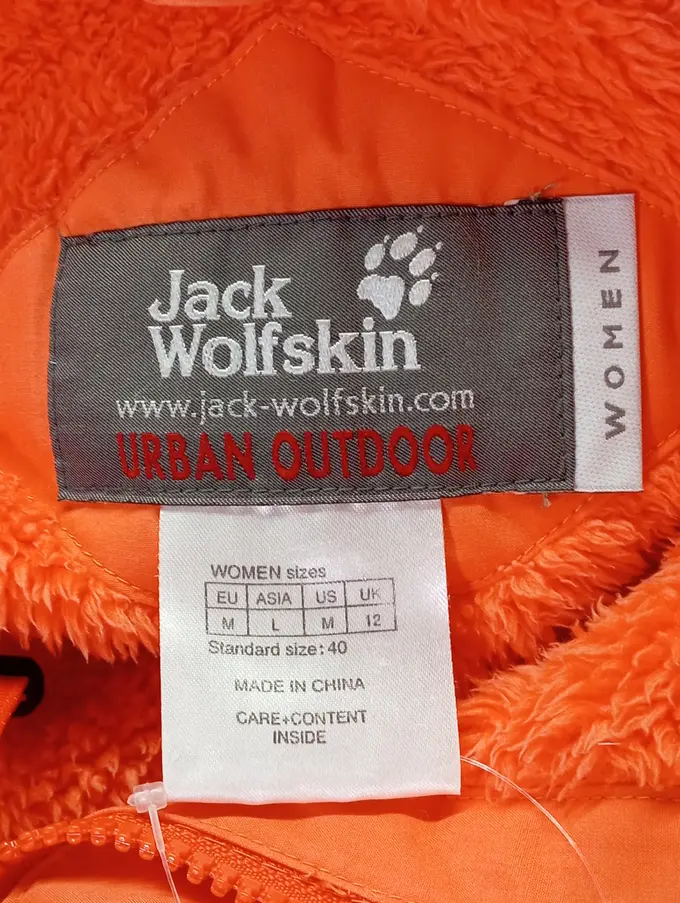 Jack
Wolfskin
www.jack-wolfskin.com
URBAN OUTDOOR
WOMEN
WOMEN sizes
EU ASIA US UK
M L M 12
Standard size: 40
MADE IN CHINA
CARE+CONTENT
INSIDE